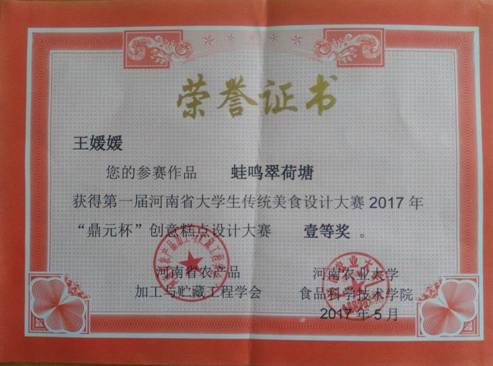 荣誉证书
王媛媛
您的参赛作品 蛙鸣翠荷塘
获得第一届河南省大学生传统美食设计大赛 2017 年
“鼎元杯”创意糕点设计大赛 壹等奖 。
河南省农产品 河南农业大学
加工与贮藏工程学会 食品科学技术学院
2017 年 5 月